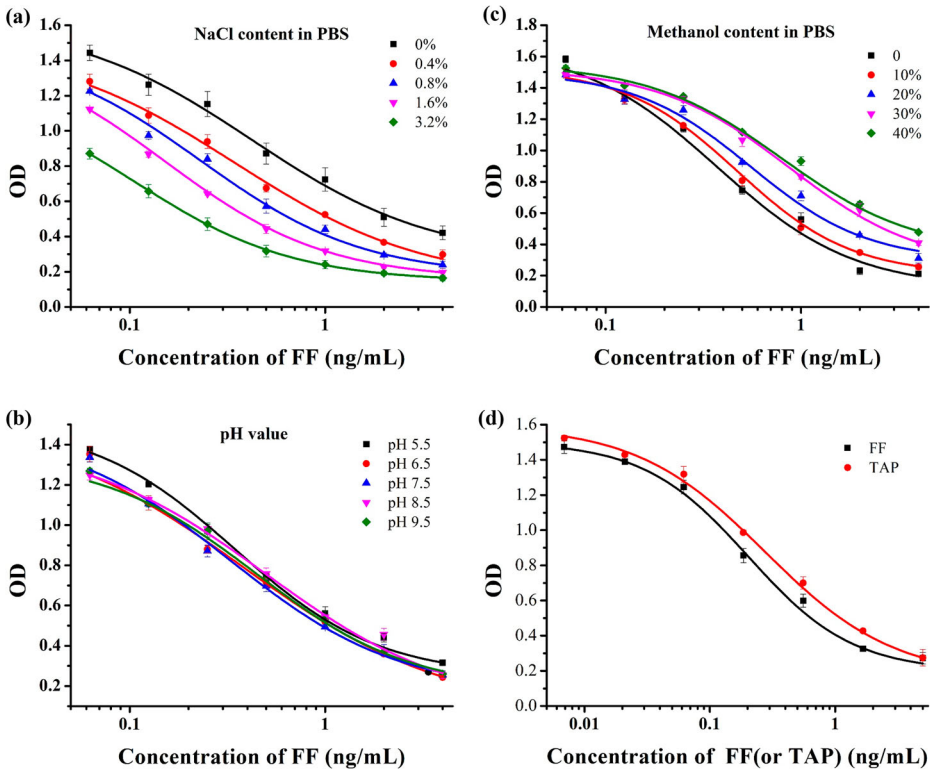 (a)
NaCl content in PBS
0%
0.4%
0.8%
1.6%
3.2%
OD
1.6
1.4
1.2
1.0
0.8
0.6
0.4
0.2
0.0
0.1
1
Concentration of FF (ng/mL)
(c)
Methanol content in PBS
0
10%
20%
30%
40%
OD
1.8
1.6
1.4
1.2
1.0
0.8
0.6
0.4
0.2
0.0
0.1
1
Concentration of FF (ng/mL)
(b)
pH value
pH 5.5
pH 6.5
pH 7.5
pH 8.5
pH 9.5
OD
1.4
1.2
1.0
0.8
0.6
0.4
0.2
0.1
1
Concentration of FF (ng/mL)
(d)
FF
TAP
OD
1.6
1.4
1.2
1.0
0.8
0.6
0.4
0.2
0.0
0.01
0.1
1
Concentration of FF(or TAP) (ng/mL)